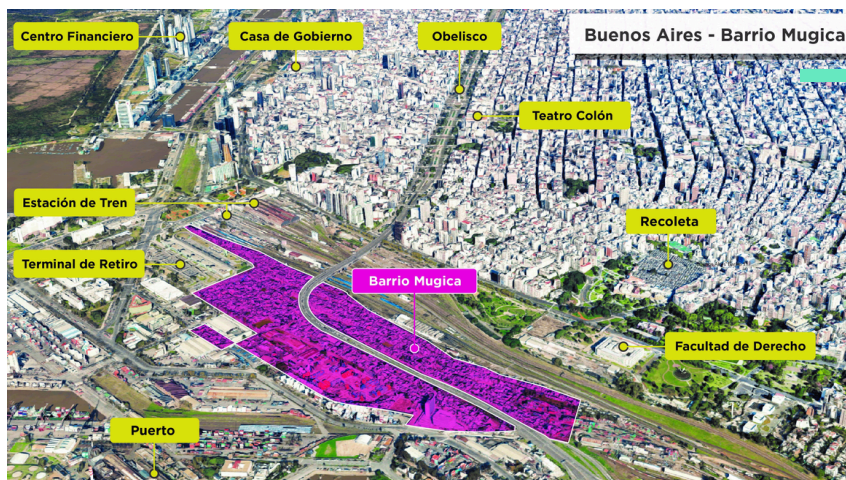 Buenos Aires - Barrio Mugica
Centro Financiero
Casa de Gobierno
Obelisco
Teatro Colón
Estación de Tren
Recoleta
Terminal de Retiro
Barrio Mugica
Facultad de Derecho
Puerto